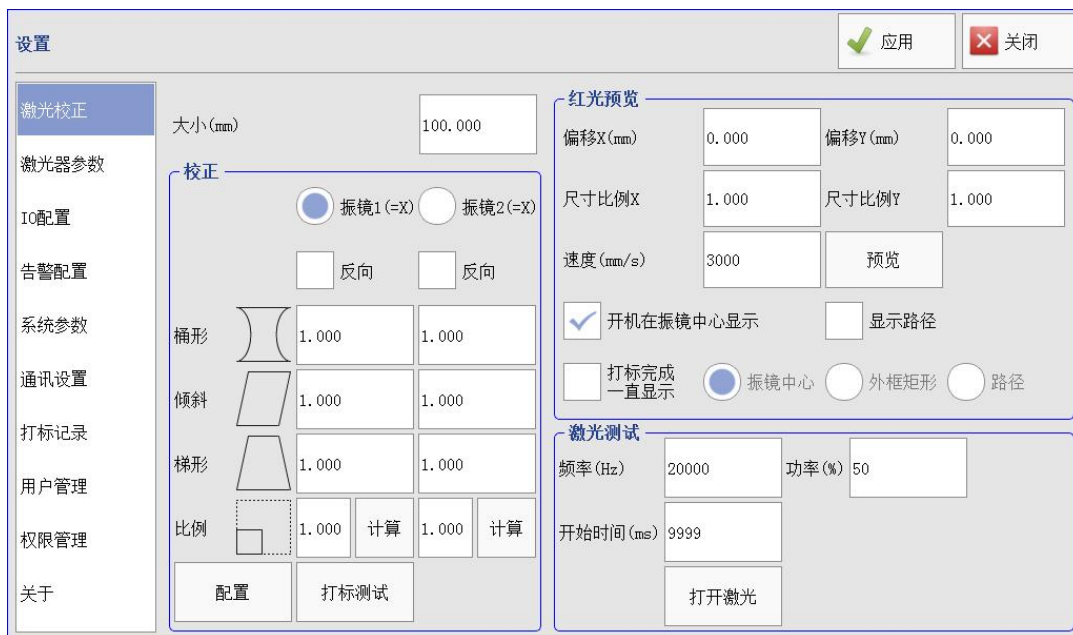 设置
应用
关闭
激光校正
激光器参数
IO配置
告警配置
系统参数
通讯设置
打标记录
用户管理
权限管理
关于
大小(mm) 100.000
校正
振镜1(=X) 振镜2(=X)
反向 反向
桶形 1.000 1.000
倾斜 1.000 1.000
梯形 1.000 1.000
比例 1.000 计算 1.000 计算
配置 打标测试
红光预览
偏移X(mm) 0.000 偏移Y(mm) 0.000
尺寸比例X 1.000 尺寸比例Y 1.000
速度(mm/s) 3000 预览
开机在振镜中心显示 显示路径
打标完成
一直显示
振镜中心 外框矩形 路径
激光测试
频率(Hz) 20000 功率(%) 50
开始时间(ms) 9999
打开激光